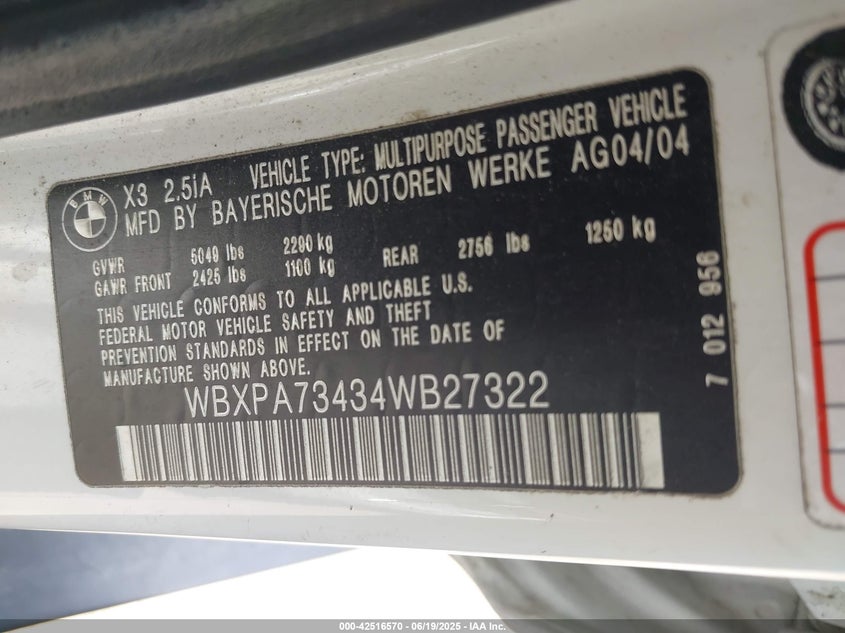 BMW
X3 2.5iA VEHICLE TYPE: MULTIPURPOSE PASSENGER VEHICLE
MFD BY BAYERISCHE MOTOREN WERKE AG04/04
GVWR 5049 lbs 2290 kg
GAWR FRONT 2425 lbs 1100 kg REAR 2756 lbs 1250 kg
THIS VEHICLE CONFORMS TO ALL APPLICABLE U.S.
FEDERAL MOTOR VEHICLE SAFETY AND THEFT
PREVENTION STANDARDS IN EFFECT ON THE DATE OF
MANUFACTURE SHOWN ABOVE.
WBXPA73434WB27322
7 012 956
000-42516570 | 06/19/2025 - IAA Inc.